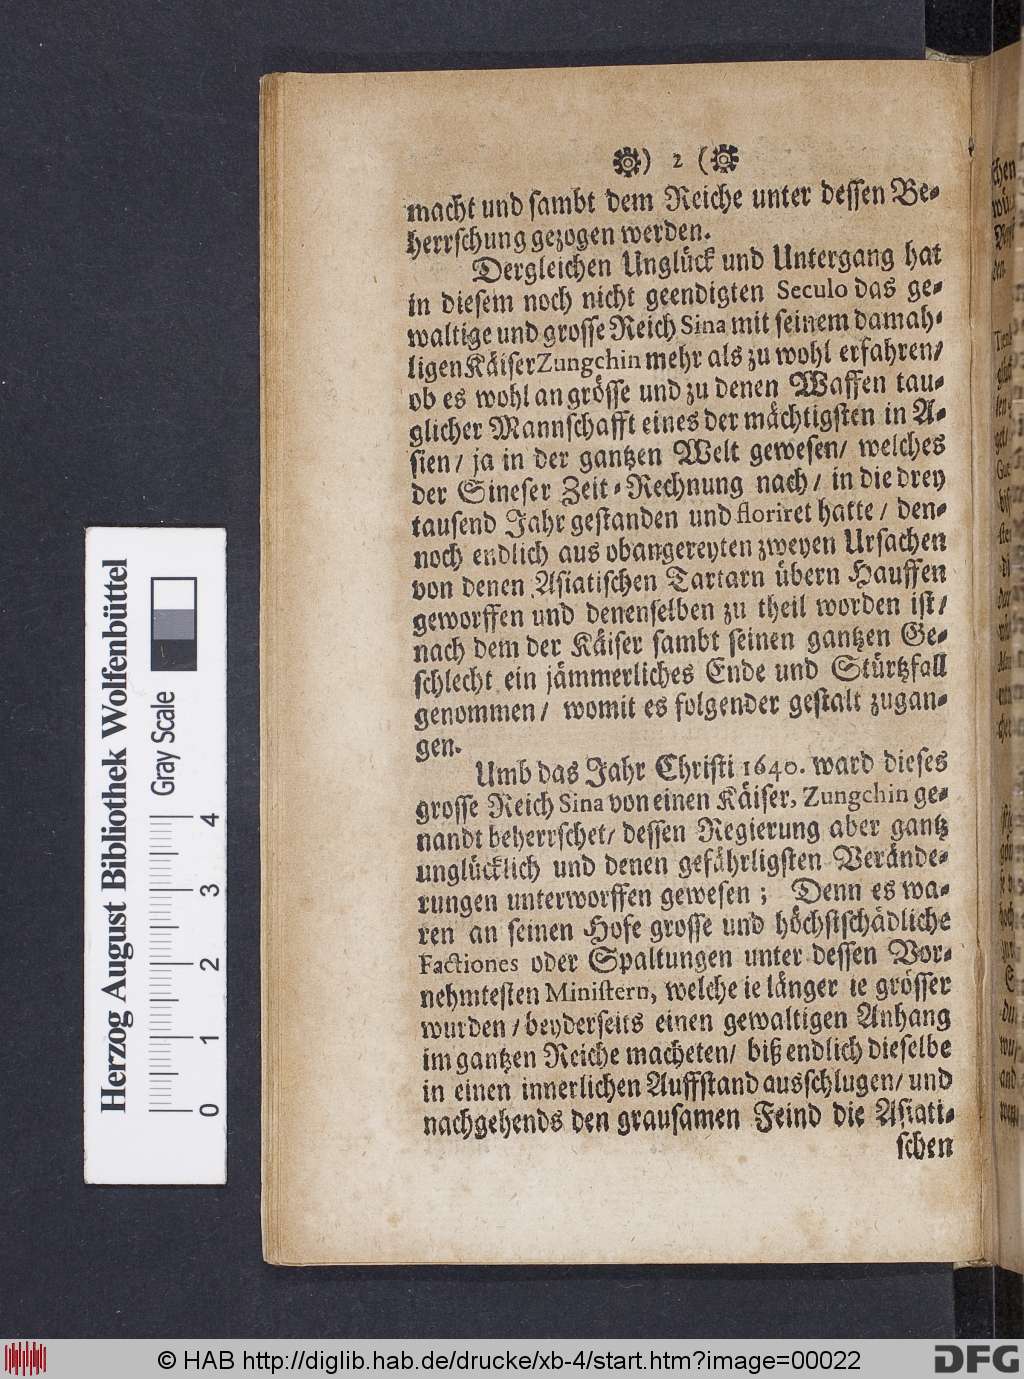 ) 2 (
macht und sambt dem Reiche unter dessen Be-
herrschung gezogen werden.
Dergleichen Unglück und Untergang hat
in diesem noch nicht geendigten Seculo das ge-
waltige und grosse Reich Sina mit seinem damah-
ligen Käiser Zungchin mehr als zu wohl erfahren/
ob es wohl an grösse und zu denen Waffen tau-
glicher Mannschafft eines der mächtigsten in A-
sien / ja in der gantzen Welt gewesen / welches
der Sineser Zeit-Rechnung nach / in die drey
tausend Jahr gestanden und floriret hatte / den-
noch endlich aus obangereyten zweyen Ursachen
von denen Asiatischen Tartarn übern Hauffen
geworffen und denenselben zu theil worden ist /
nach dem der Käiser sambt seinen gantzen Ge-
schlecht ein jämmerliches Ende und Stürtzfall
genommen / womit es folgender gestalt zugan-
gen.
Umb das Jahr Christi 1640. ward dieses
grosse Reich Sina von einen Käiser, Zungchin ge-
nandt beherrschet / dessen Regierung aber gantz
unglücklich und denen gefährligsten Verände-
rungen unterworffen gewesen ; Denn es wa-
ren an seinen Hofe grosse und höchstschädliche
Factiones oder Spaltungen unter dessen Vor-
nehmtesten Ministern, welche ie länger ie grösser
wurden / beyderseits einen gewaltigen Anhang
im gantzen Reiche macheten / biß endlich dieselbe
in einen innerlichen Auffstand ausschlugen / und
nachgehends den grausamen Feind die Asiati-
schen
Herzog August Bibliothek Wolfenbüttel
Gray Scale
0 1 2 3 4
© HAB http://diglib.hab.de/drucke/xb-4/start.htm?image=00022
DFG